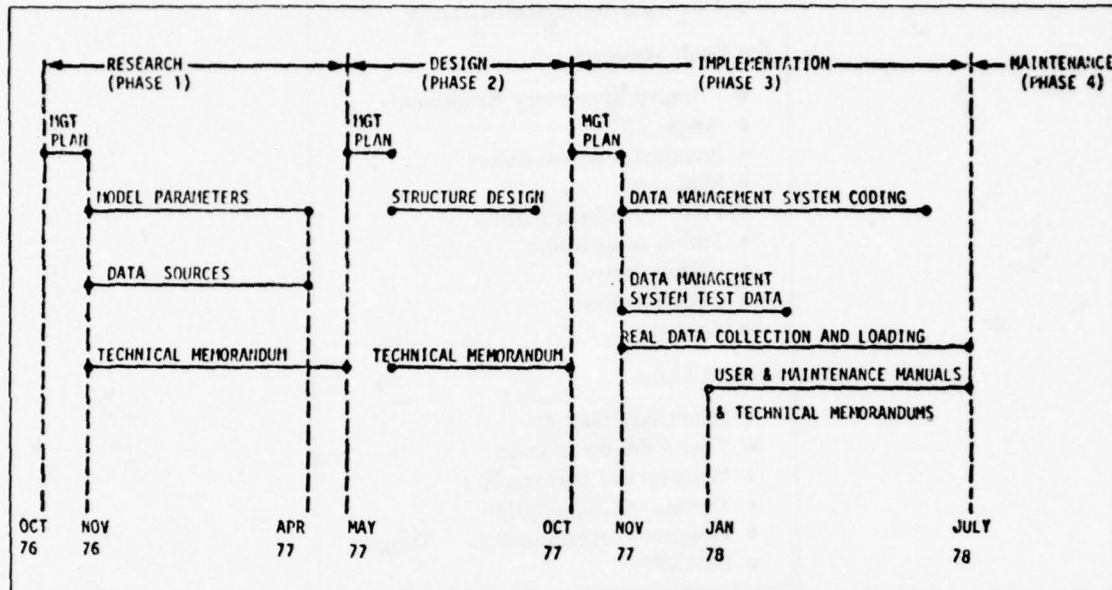 RESEARCH
(PHASE 1)
DESIGN
(PHASE 2)
IMPLEMENTATION
(PHASE 3)
MAINTENANCE
(PHASE 4)
MGT
PLAN
MGT
PLAN
MGT
PLAN
MODEL PARAMETERS
STRUCTURE DESIGN
DATA MANAGEMENT SYSTEM CODING
DATA SOURCES
DATA MANAGEMENT
SYSTEM TEST DATA
REAL DATA COLLECTION AND LOADING
TECHNICAL MEMORANDUM
TECHNICAL MEMORANDUM
USER & MAINTENANCE MANUALS
& TECHNICAL MEMORANDUMS
OCT
76
NOV
76
APR
77
MAY
77
OCT
77
NOV
77
JAN
78
JULY
78